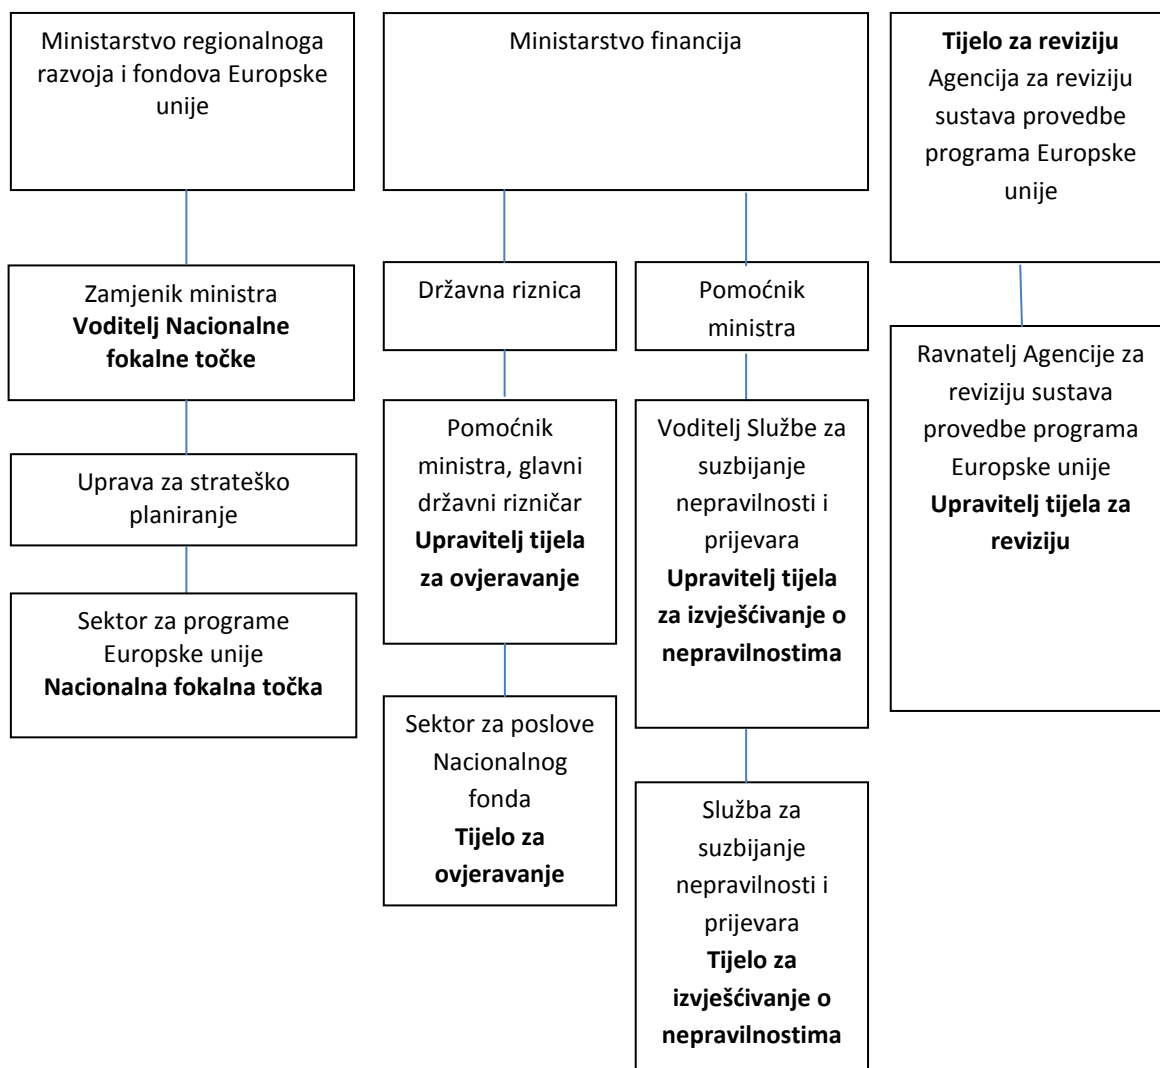 Ministarstvo regionalnoga
razvoja i fondova Europske
unije
Zamjenik ministra
Voditelj Nacionalne
fokalne točke
Uprava za strateško
planiranje
Sektor za programe
Europske unije
Nacionalna fokalna točka
Ministarstvo financija
Državna riznica
Pomoćnik
ministra, glavni
državni rizničar
Upravitelj tijela
za ovjeravanje
Sektor za poslove
Nacionalnog
fonda
Tijelo za
ovjeravanje
Pomoćnik
ministra
Voditelj Službe za
suzbijanje
nepravilnosti i
prijevara
Upravitelj tijela
za izvješćivanje o
nepravilnostima
Služba za
suzbijanje
nepravilnosti i
prijevara
Tijelo za
izvješćivanje o
nepravilnostima
Tijelo za reviziju
Agencija za reviziju
sustava provedbe
programa Europske
unije
Ravnatelj Agencije za
reviziju sustava
provedbe programa
Europske unije
Upravitelj tijela za
reviziju